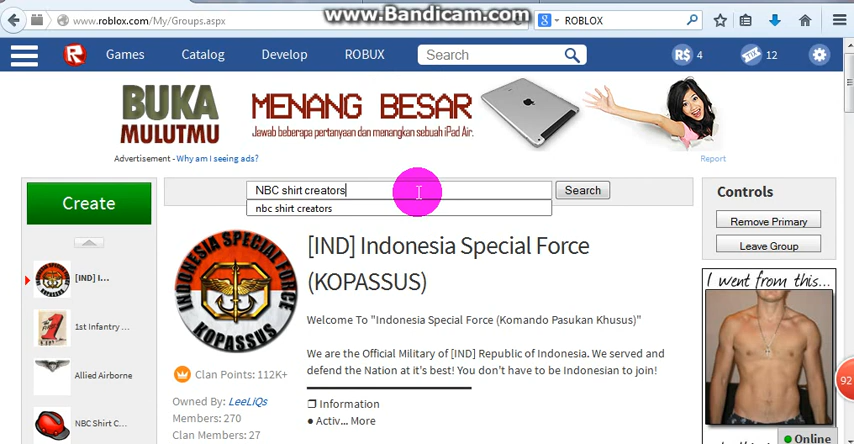 www.Bandicam.com
www.roblox.com/My/Groups.aspx
ROBLOX
Games
Catalog
Develop
ROBUX
Search
R$ 4
TIX 12
BUKA
MULUTMU
MENANG BESAR
Jawab beberapa pertanyaan dan menangkan sebuah iPad Air.
Advertisement - Why am I seeing ads?
Report
Create
NBC shirt creators
Search
nbc shirt creators
Controls
Remove Primary
Leave Group
[IND] I...
1st Infantry ...
Allied Airborne
NBC Shirt C...
INDONESIA SPECIAL FORCE
KOPASSUS
[IND] Indonesia Special Force
(KOPASSUS)
Welcome To "Indonesia Special Force (Komando Pasukan Khusus)"
We are the Official Military of [IND] Republic of Indonesia. We served and
defend the Nation at it's best! You don't have to be Indonesian to join!
❐ Information
● Activ... More
Clan Points: 112K+
Owned By: LeeLiQs
Members: 270
Clan Members: 27
I went from this...
92
Online